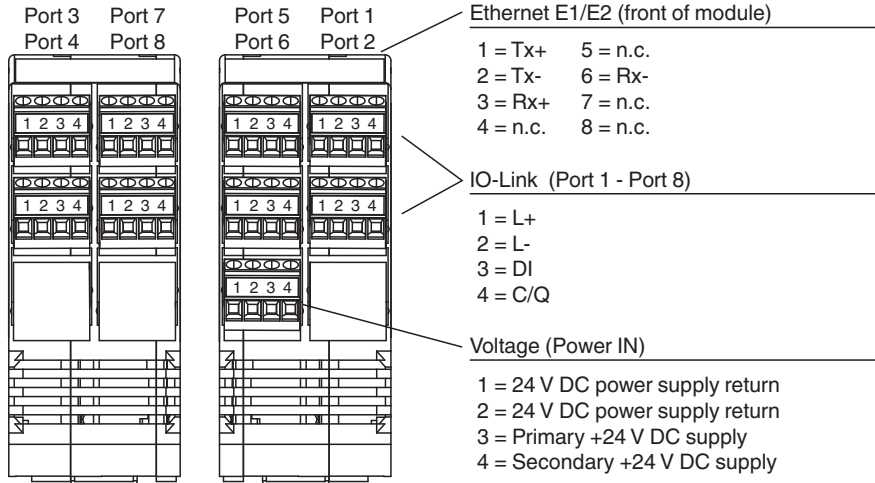 Port 3 Port 7 Port 5 Port 1
Port 4 Port 8 Port 6 Port 2
Ethernet E1/E2 (front of module)
1 = Tx+ 5 = n.c.
2 = Tx- 6 = Rx-
3 = Rx+ 7 = n.c.
4 = n.c. 8 = n.c.
1 2 3 4 1 2 3 4 1 2 3 4 1 2 3 4
IO-Link (Port 1 - Port 8)
1 2 3 4 1 2 3 4 1 2 3 4 1 2 3 4
1 = L+
2 = L-
3 = DI
4 = C/Q
1 2 3 4
Voltage (Power IN)
1 = 24 V DC power supply return
2 = 24 V DC power supply return
3 = Primary +24 V DC supply
4 = Secondary +24 V DC supply